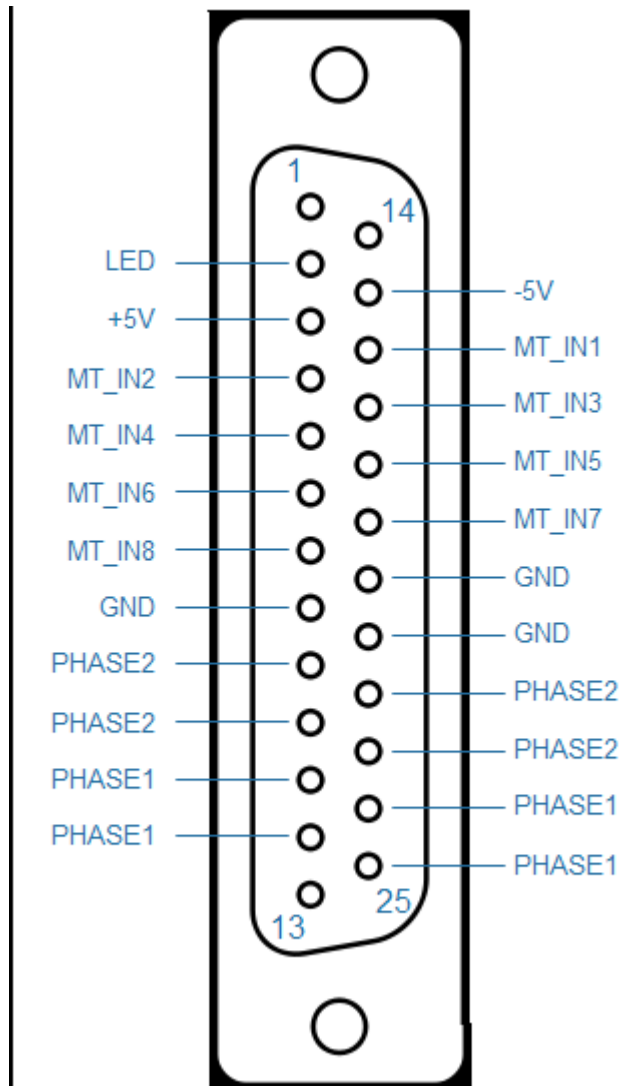 1
14
LED
-5V
+5V
MT_IN1
MT_IN2
MT_IN3
MT_IN4
MT_IN5
MT_IN6
MT_IN7
MT_IN8
GND
GND
GND
PHASE2
PHASE2
PHASE2
PHASE2
PHASE1
PHASE1
PHASE1
PHASE1
25
13